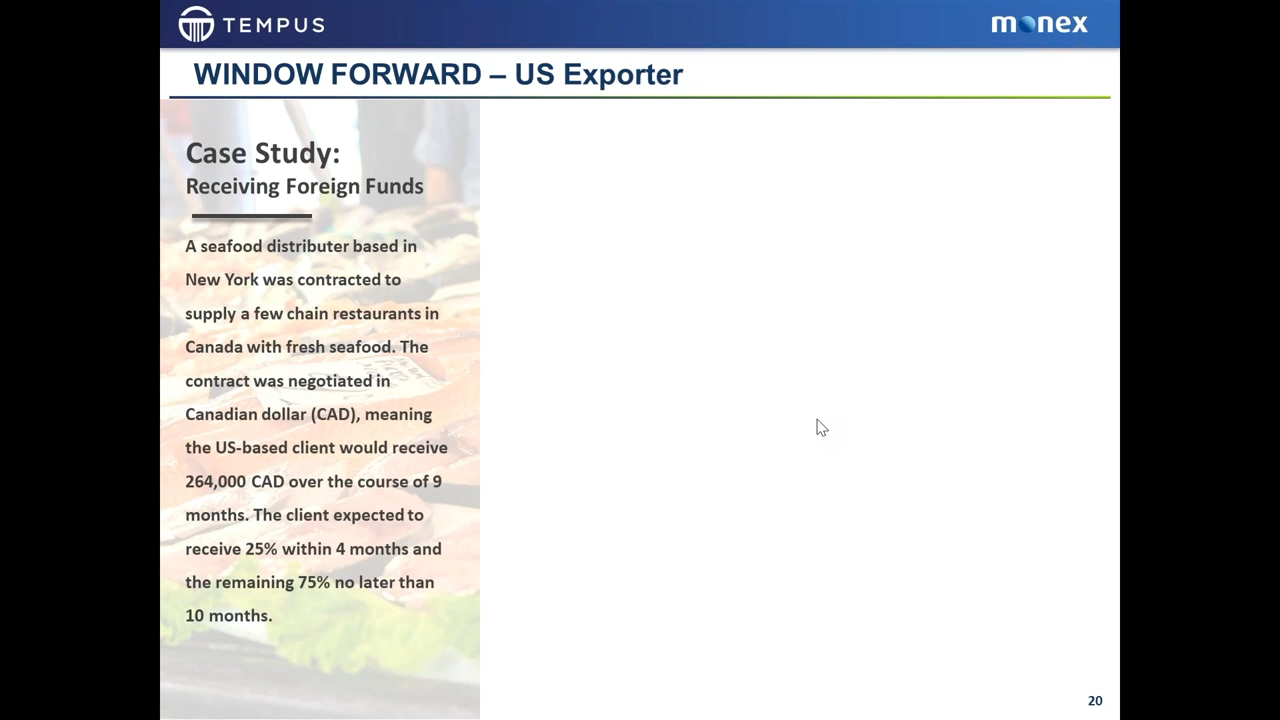 TEMPUS
monex
WINDOW FORWARD – US Exporter
Case Study:
Receiving Foreign Funds
A seafood distributer based in
New York was contracted to
supply a few chain restaurants in
Canada with fresh seafood. The
contract was negotiated in
Canadian dollar (CAD), meaning
the US-based client would receive
264,000 CAD over the course of 9
months. The client expected to
receive 25% within 4 months and
the remaining 75% no later than
10 months.
20